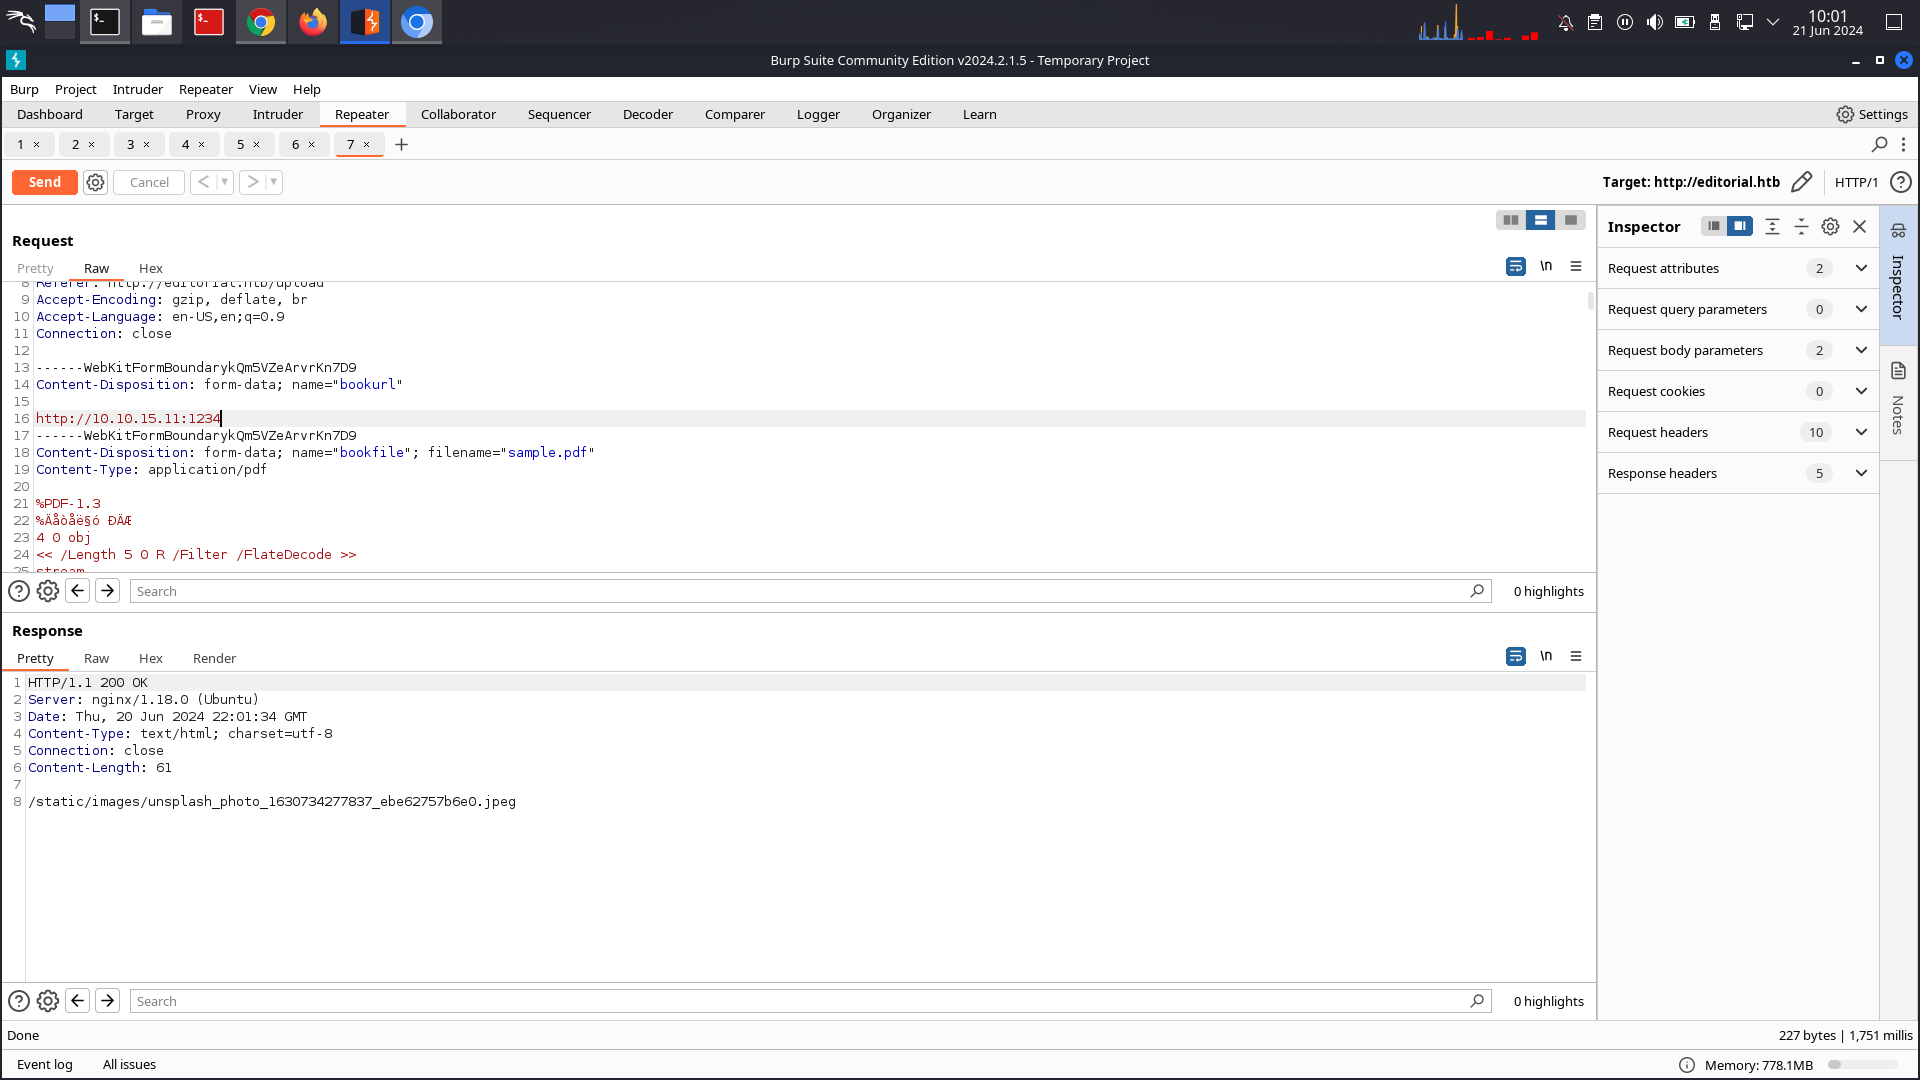 10:01
21 Jun 2024
Burp Suite Community Edition v2024.2.1.5 - Temporary Project
Burp Project Intruder Repeater View Help
Dashboard Target Proxy Intruder Repeater Collaborator Sequencer Decoder Comparer Logger Organizer Learn Settings
1 × 2 × 3 × 4 × 5 × 6 × 7 × +
Send Cancel < > Target: http://editorial.htb HTTP/1 ?
Request
Pretty Raw Hex \n
8 Referer: http://editorial.htb/upload
9 Accept-Encoding: gzip, deflate, br
10 Accept-Language: en-US,en;q=0.9
11 Connection: close
12
13 ------WebKitFormBoundarykQm5VZeArvrKn7D9
14 Content-Disposition: form-data; name="bookurl"
15
16 http://10.10.15.11:1234
17 ------WebKitFormBoundarykQm5VZeArvrKn7D9
18 Content-Disposition: form-data; name="bookfile"; filename="sample.pdf"
19 Content-Type: application/pdf
20
21 %PDF-1.3
22 %Äåòåë§ó ÐÄÆ
23 4 0 obj
24 << /Length 5 0 R /Filter /FlateDecode >>
25 stream
Search 0 highlights
Response
Pretty Raw Hex Render \n
1 HTTP/1.1 200 OK
2 Server: nginx/1.18.0 (Ubuntu)
3 Date: Thu, 20 Jun 2024 22:01:34 GMT
4 Content-Type: text/html; charset=utf-8
5 Connection: close
6 Content-Length: 61
7
8 /static/images/unsplash_photo_1630734277837_ebe62757b6e0.jpeg
Search 0 highlights
Inspector
Request attributes 2
Request query parameters 0
Request body parameters 2
Request cookies 0
Request headers 10
Response headers 5
Inspector
Notes
Done 227 bytes | 1,751 millis
Event log All issues Memory: 778.1MB